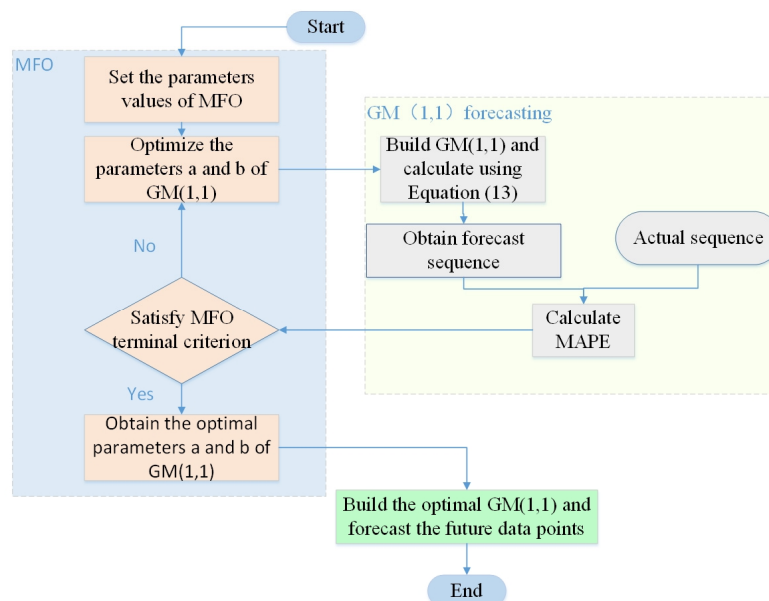 Start
MFO
Set the parameters
values of MFO
Optimize the
parameters a and b of
GM(1,1)
No
Satisfy MFO
terminal criterion
Yes
Obtain the optimal
parameters a and b of
GM(1,1)
GM（1,1）forecasting
Build GM(1,1) and
calculate using
Equation (13)
Obtain forecast
sequence
Actual sequence
Calculate
MAPE
Build the optimal GM(1,1) and
forecast the future data points
End